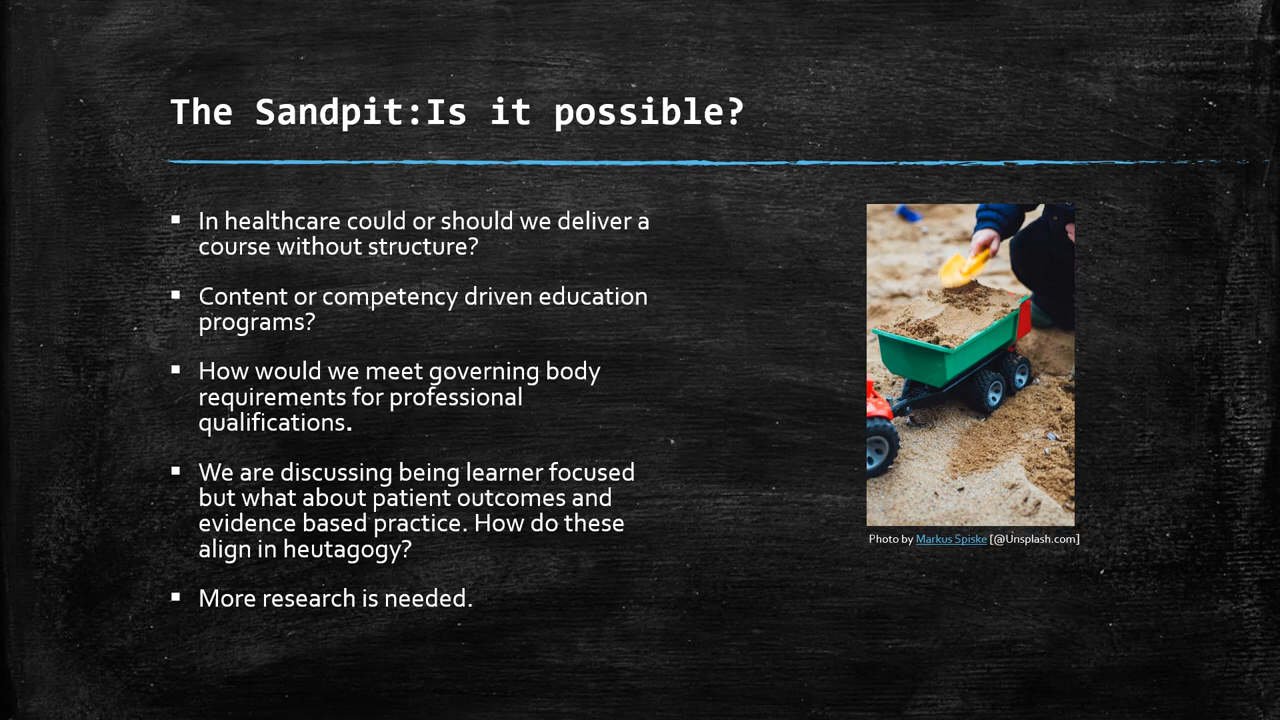 The Sandpit:Is it possible?
▪ In healthcare could or should we deliver a
course without structure?
▪ Content or competency driven education
programs?
▪ How would we meet governing body
requirements for professional
qualifications.
▪ We are discussing being learner focused
but what about patient outcomes and
evidence based practice. How do these
align in heutagogy?
▪ More research is needed.
Photo by Markus Spiske [@Unsplash.com]